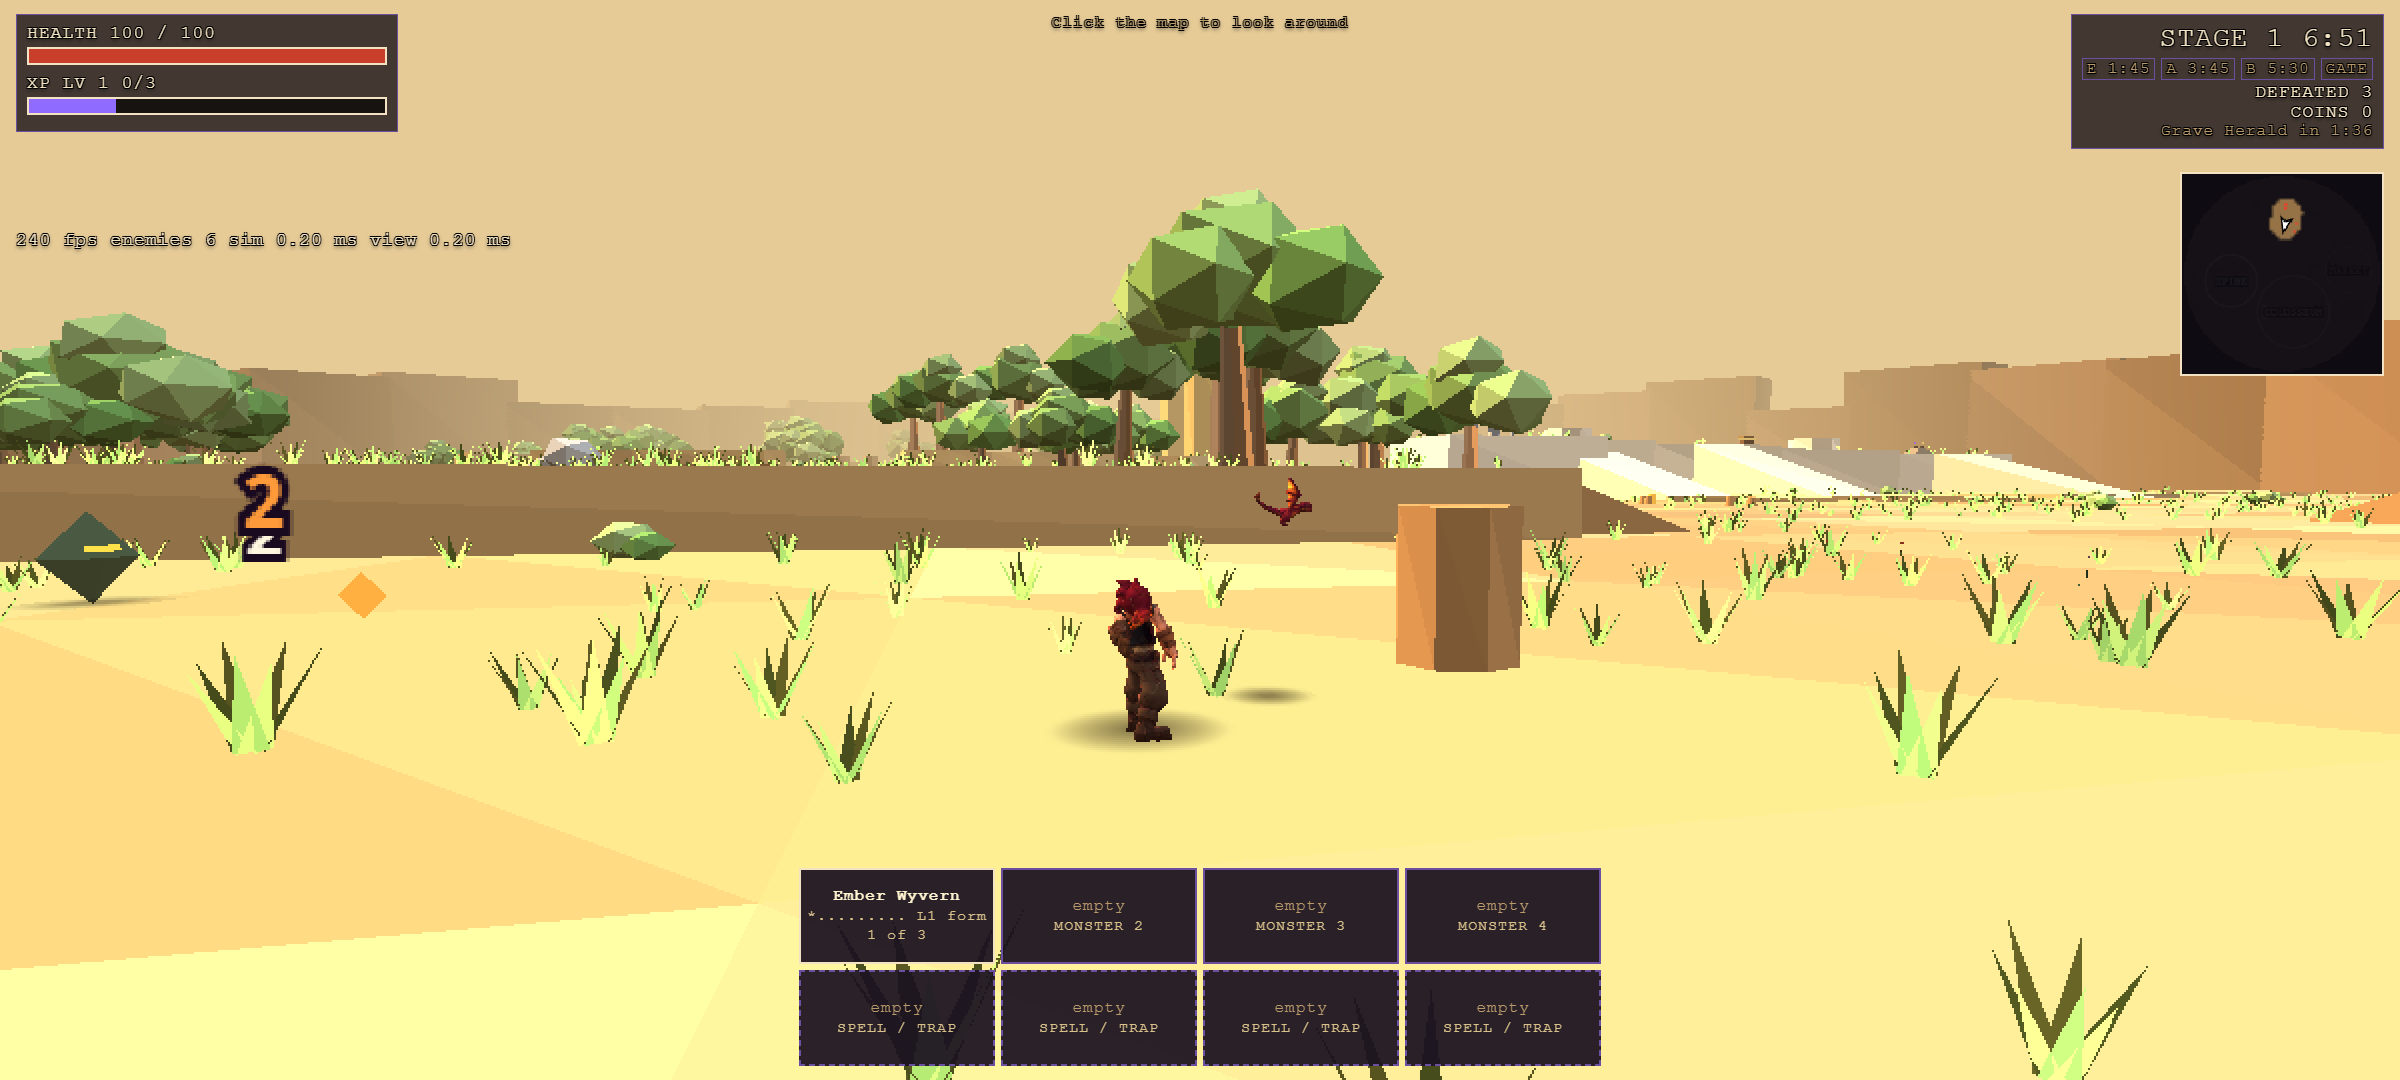 Click the map to look around
HEALTH 100 / 100
XP LV 1 0/3
STAGE 1 6:51
E 1:45 A 3:45 B 5:30 GATE
DEFEATED 3
COINS 0
Grave Herald in 1:36
240 fps enemies 6 sim 0.20 ms view 0.20 ms
2
2
Ember Wyvern
*......... L1 form
1 of 3
empty
MONSTER 2
empty
MONSTER 3
empty
MONSTER 4
empty
SPELL / TRAP
empty
SPELL / TRAP
empty
SPELL / TRAP
empty
SPELL / TRAP